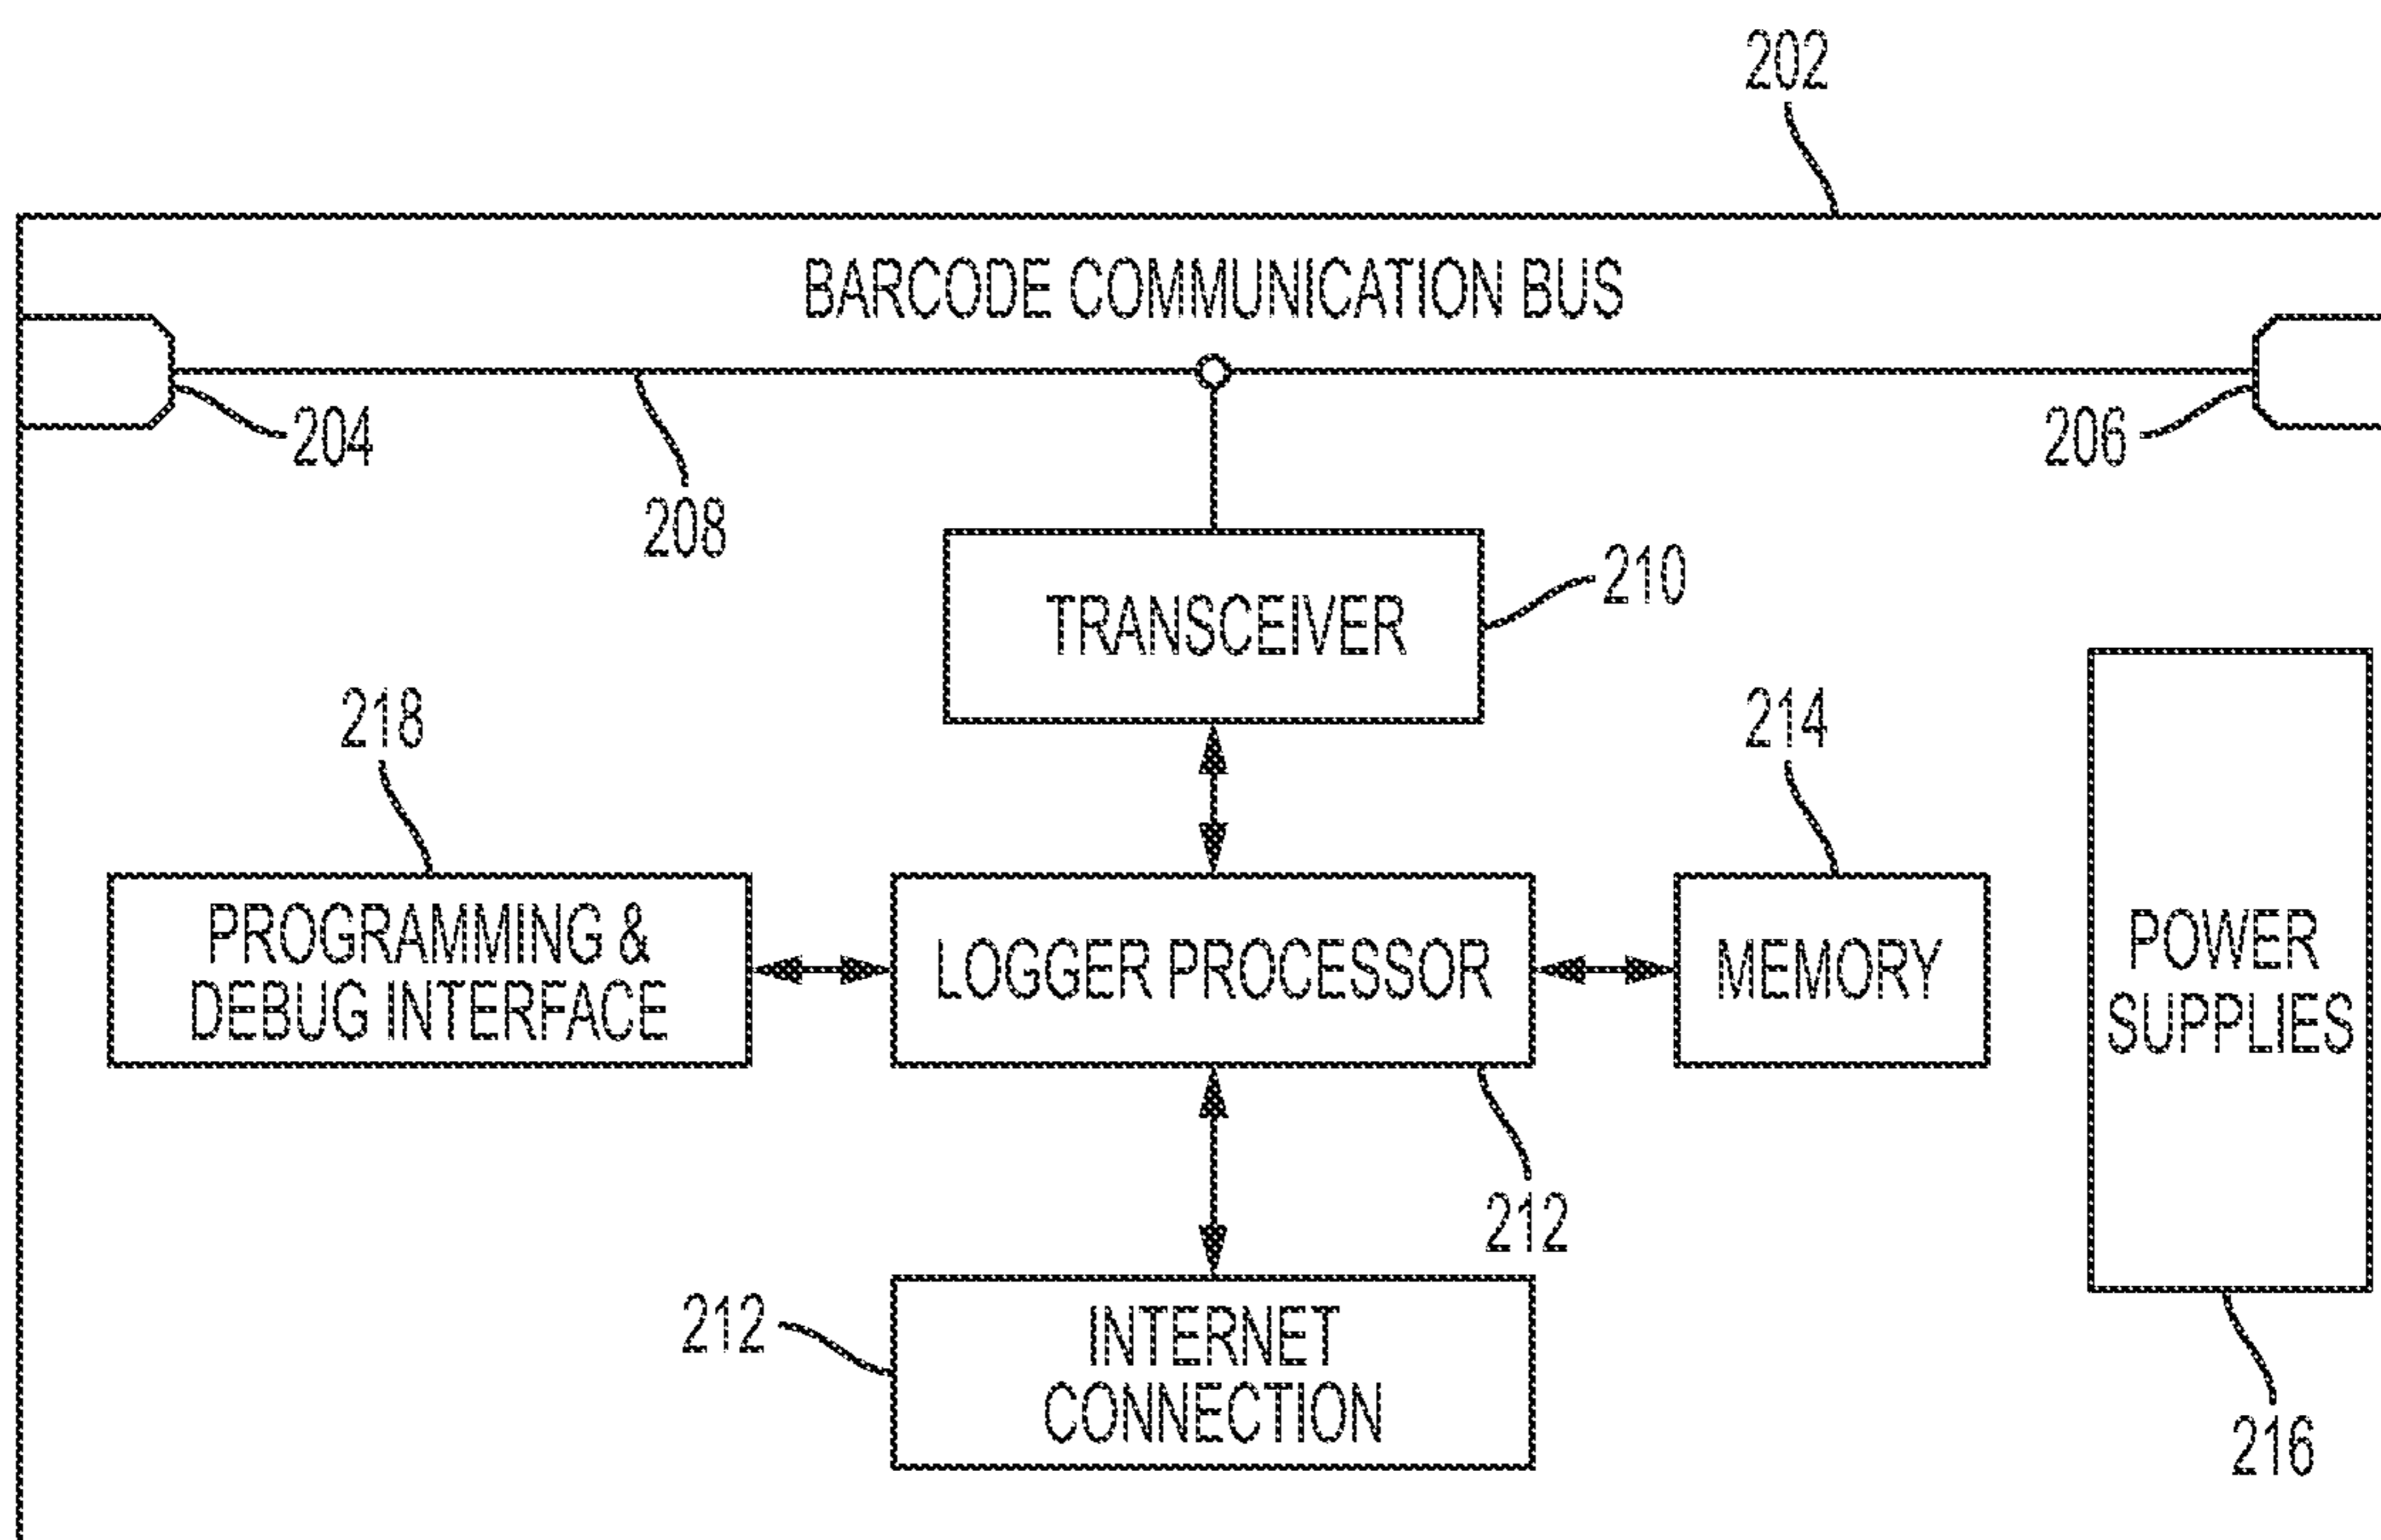 202
BARCODE COMMUNICATION BUS
204
206
208
TRANSCEIVER
210
218
214
PROGRAMMING &
DEBUG INTERFACE
LOGGER PROCESSOR
MEMORY
POWER
SUPPLIES
212
212
INTERNET
CONNECTION
216